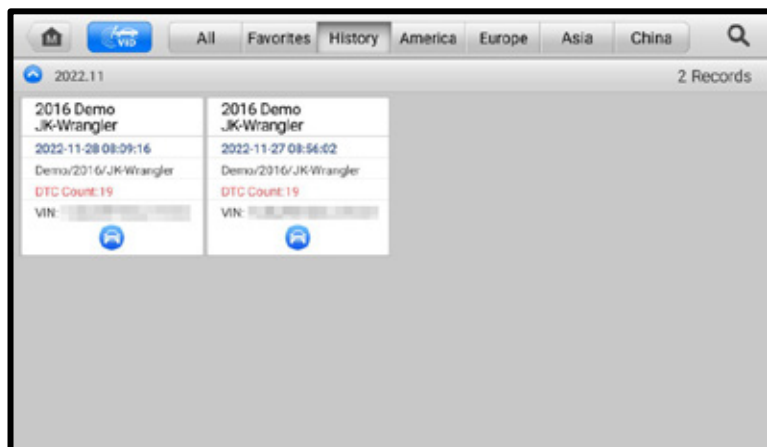 VID
All Favorites History America Europe Asia China
2022.11
2 Records
2016 Demo
JK-Wrangler
2022-11-28 08:09:16
Demo/2016/JK-Wrangler
DTC Count:19
VIN:
2016 Demo
JK-Wrangler
2022-11-27 08:56:02
Demo/2016/JK-Wrangler
DTC Count:19
VIN: